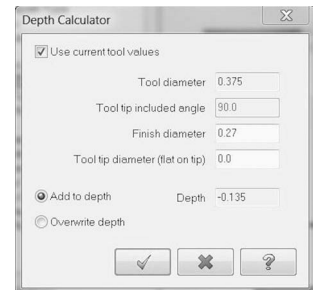 Depth Calculator
Use current tool values
Tool diameter 0.375
Tool tip included angle 90.0
Finish diameter 0.27
Tool tip diameter (flat on tip) 0.0
Add to depth Depth -0.135
Overwrite depth
?